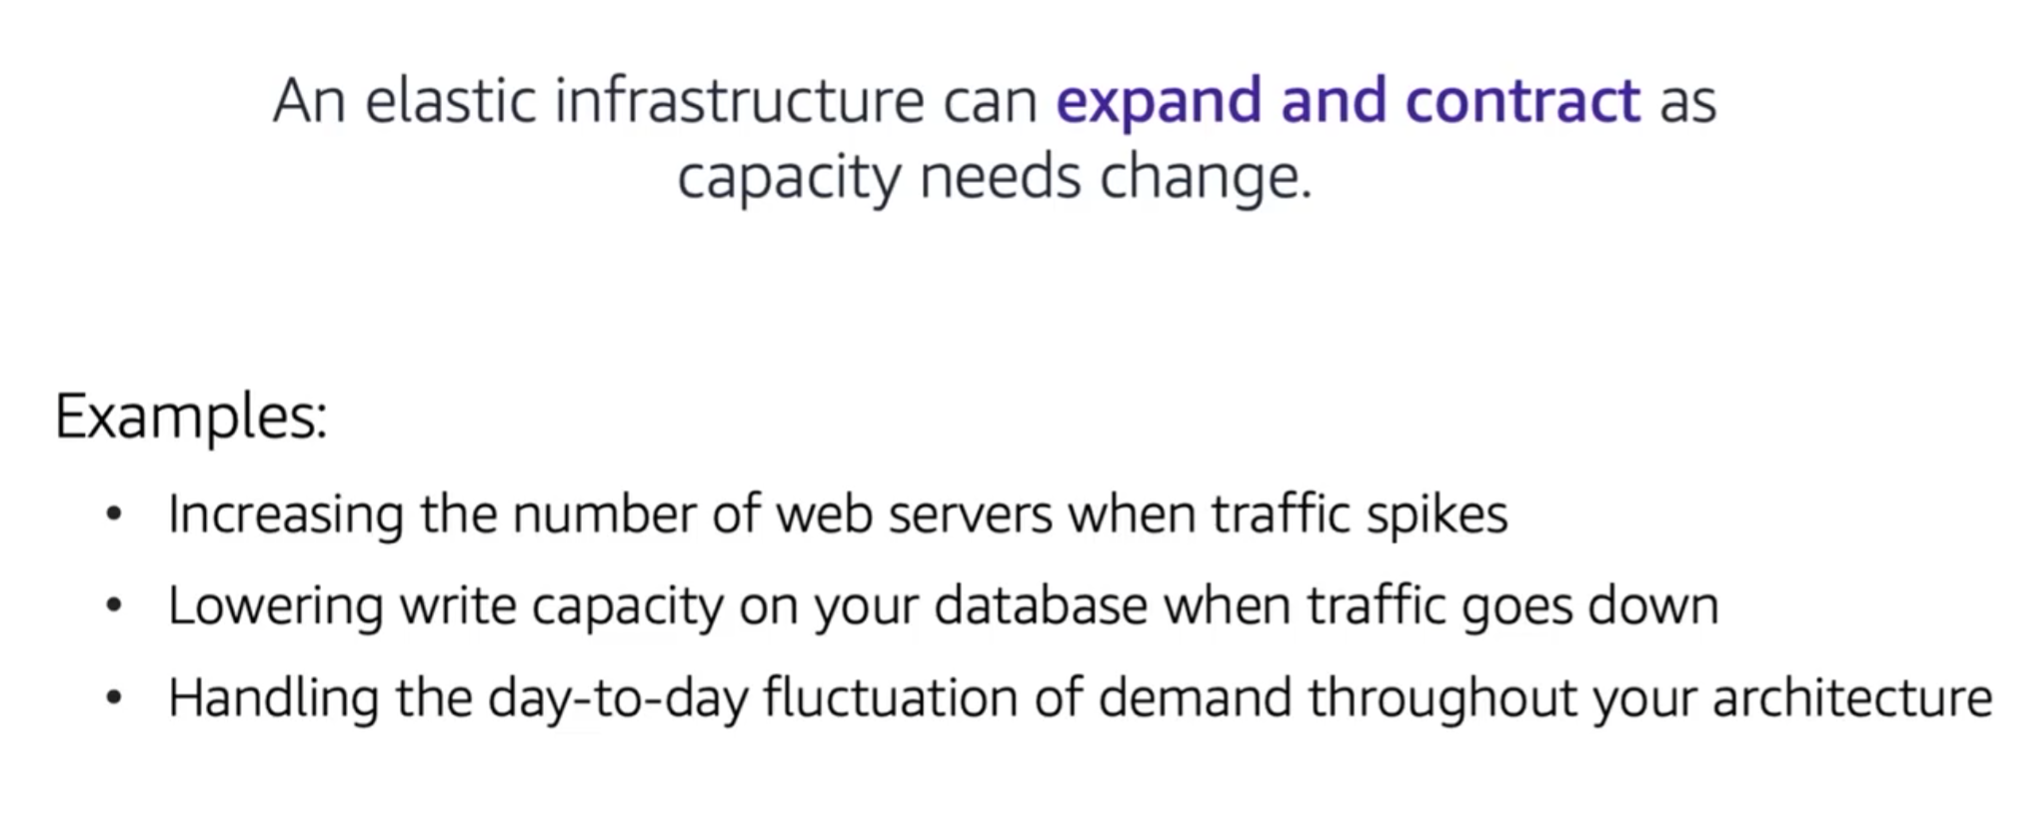 An elastic infrastructure can expand and contract as
capacity needs change.
Examples:
• Increasing the number of web servers when traffic spikes
• Lowering write capacity on your database when traffic goes down
• Handling the day-to-day fluctuation of demand throughout your architecture